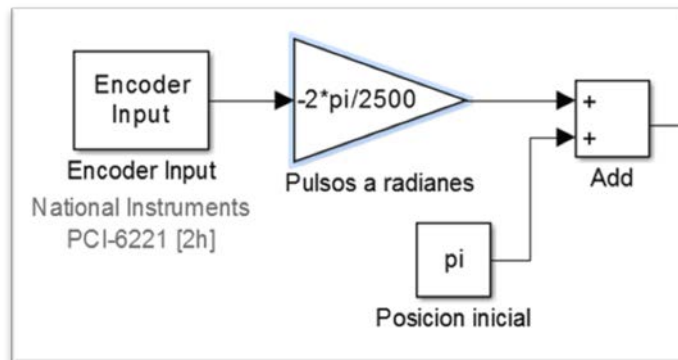 Encoder
Input
Encoder Input
National Instruments
PCI-6221 [2h]
-2*pi/2500
Pulsos a radianes
+
+
Add
pi
Posicion inicial